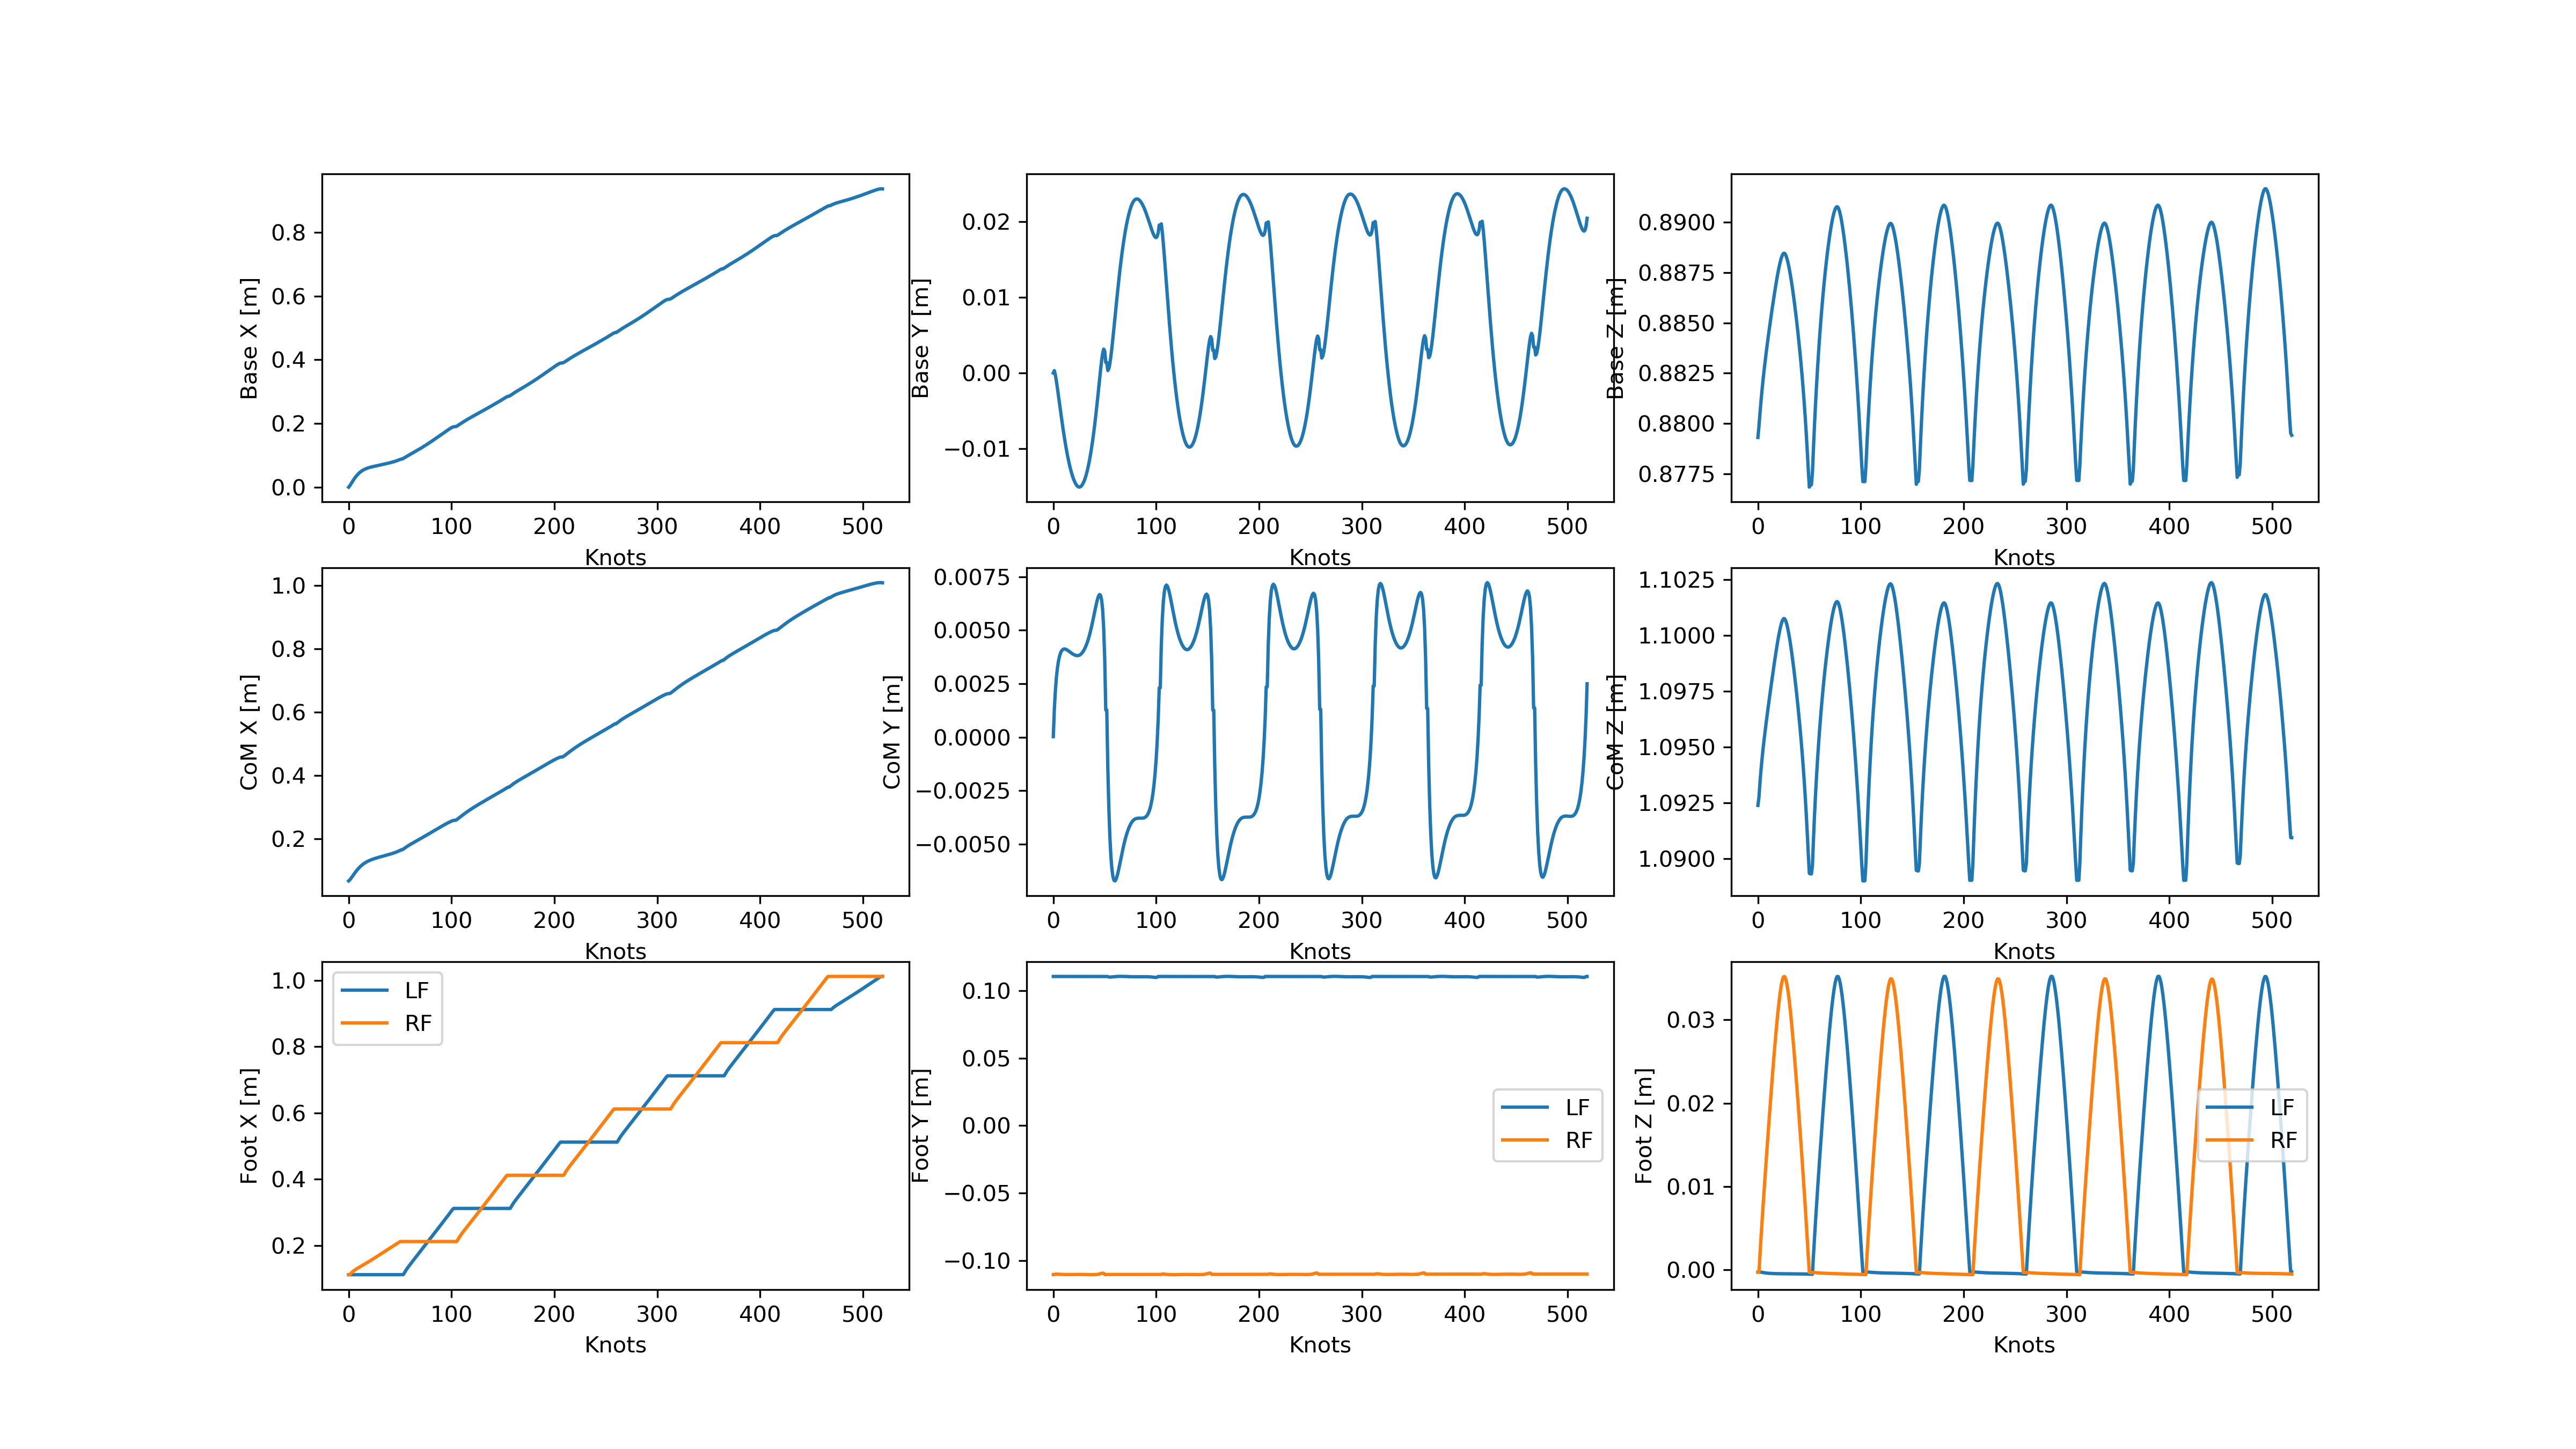 Base X [m]
0.8
0.6
0.4
0.2
0.0
0 100 200 300 400 500
Knots
Base Y [m]
0.02
0.01
0.00
−0.01
0 100 200 300 400 500
Knots
Base Z [m]
0.8900
0.8875
0.8850
0.8825
0.8800
0.8775
0 100 200 300 400 500
Knots
CoM X [m]
1.0
0.8
0.6
0.4
0.2
0 100 200 300 400 500
Knots
CoM Y [m]
0.0075
0.0050
0.0025
0.0000
−0.0025
−0.0050
0 100 200 300 400 500
Knots
CoM Z [m]
1.1025
1.1000
1.0975
1.0950
1.0925
1.0900
0 100 200 300 400 500
Knots
Foot X [m]
1.0
0.8
0.6
0.4
0.2
LF
RF
0 100 200 300 400 500
Knots
Foot Y [m]
0.10
0.05
0.00
−0.05
−0.10
LF
RF
0 100 200 300 400 500
Knots
Foot Z [m]
0.03
0.02
0.01
0.00
LF
RF
0 100 200 300 400 500
Knots